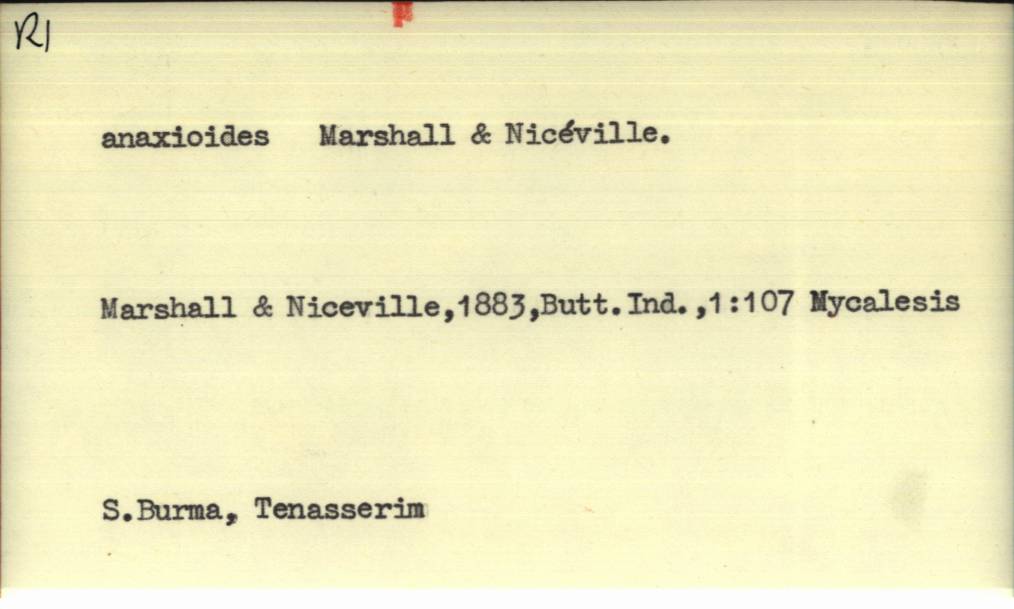 R1
anaxioides Marshall & Nicéville.
Marshall & Niceville,1883,Butt.Ind.,1:107 Mycalesis
S.Burma, Tenasserim